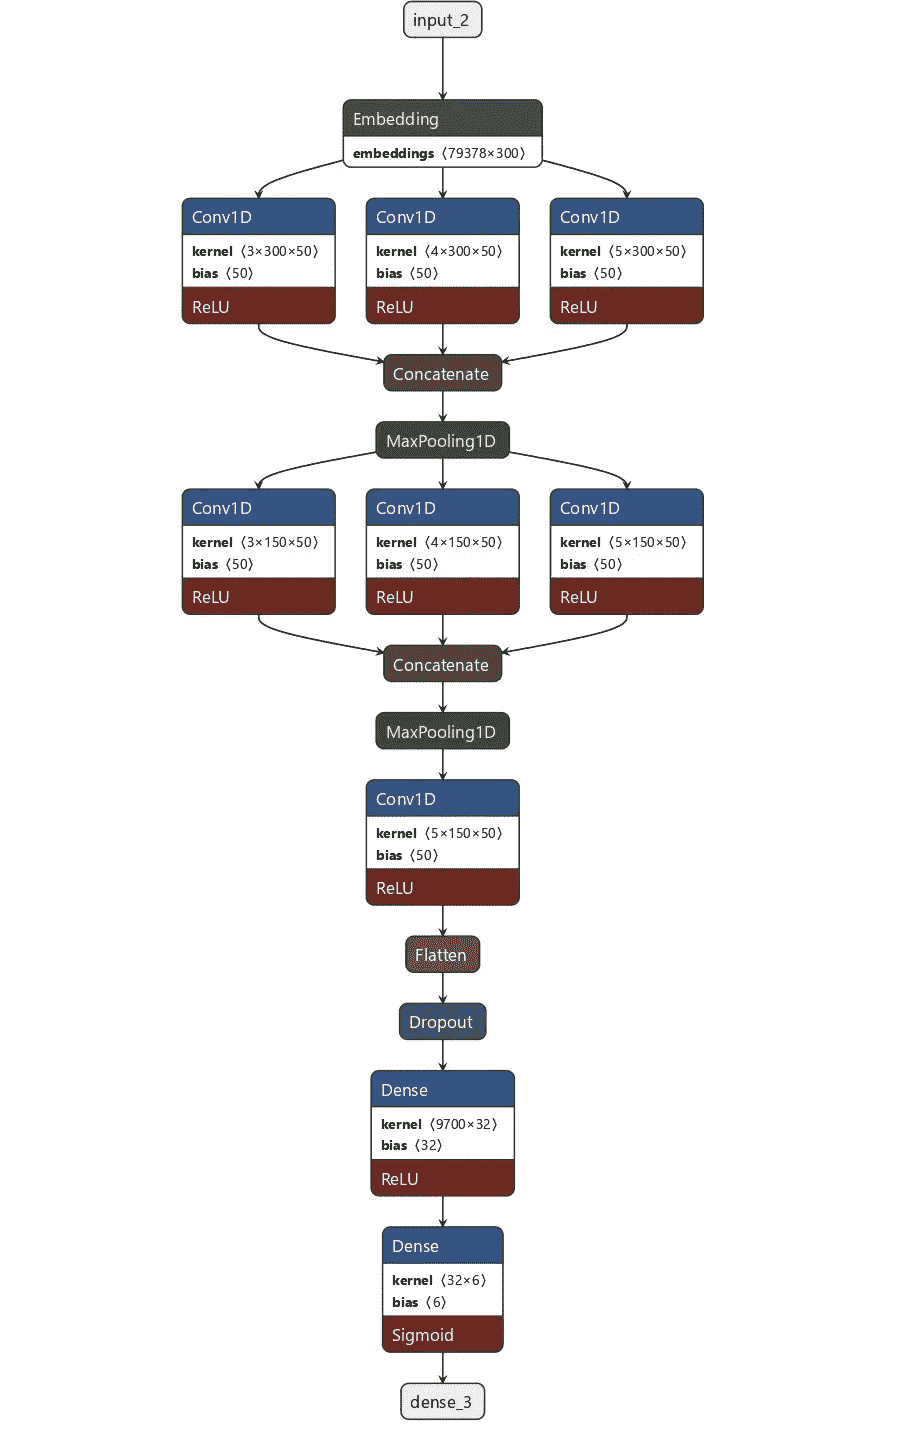 input_2
Embedding
embeddings ⟨79378×300⟩
Conv1D
kernel ⟨3×300×50⟩
bias ⟨50⟩
ReLU
Conv1D
kernel ⟨4×300×50⟩
bias ⟨50⟩
ReLU
Conv1D
kernel ⟨5×300×50⟩
bias ⟨50⟩
ReLU
Concatenate
MaxPooling1D
Conv1D
kernel ⟨3×150×50⟩
bias ⟨50⟩
ReLU
Conv1D
kernel ⟨4×150×50⟩
bias ⟨50⟩
ReLU
Conv1D
kernel ⟨5×150×50⟩
bias ⟨50⟩
ReLU
Concatenate
MaxPooling1D
Conv1D
kernel ⟨5×150×50⟩
bias ⟨50⟩
ReLU
Flatten
Dropout
Dense
kernel ⟨9700×32⟩
bias ⟨32⟩
ReLU
Dense
kernel ⟨32×6⟩
bias ⟨6⟩
Sigmoid
dense_3